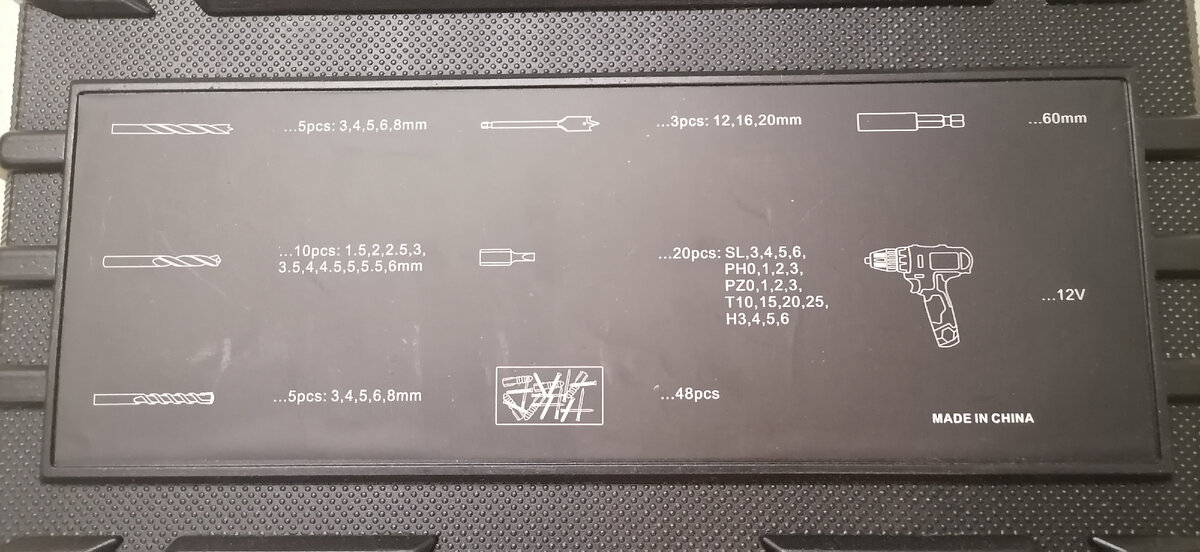 ...5pcs: 3,4,5,6,8mm
...3pcs: 12,16,20mm
...60mm
...10pcs: 1.5,2,2.5,3,
3.5,4,4.5,5,5.5,6mm
...20pcs: SL,3,4,5,6,
PH0,1,2,3,
PZ0,1,2,3,
T10,15,20,25,
H3,4,5,6
...12V
...5pcs: 3,4,5,6,8mm
...48pcs
MADE IN CHINA